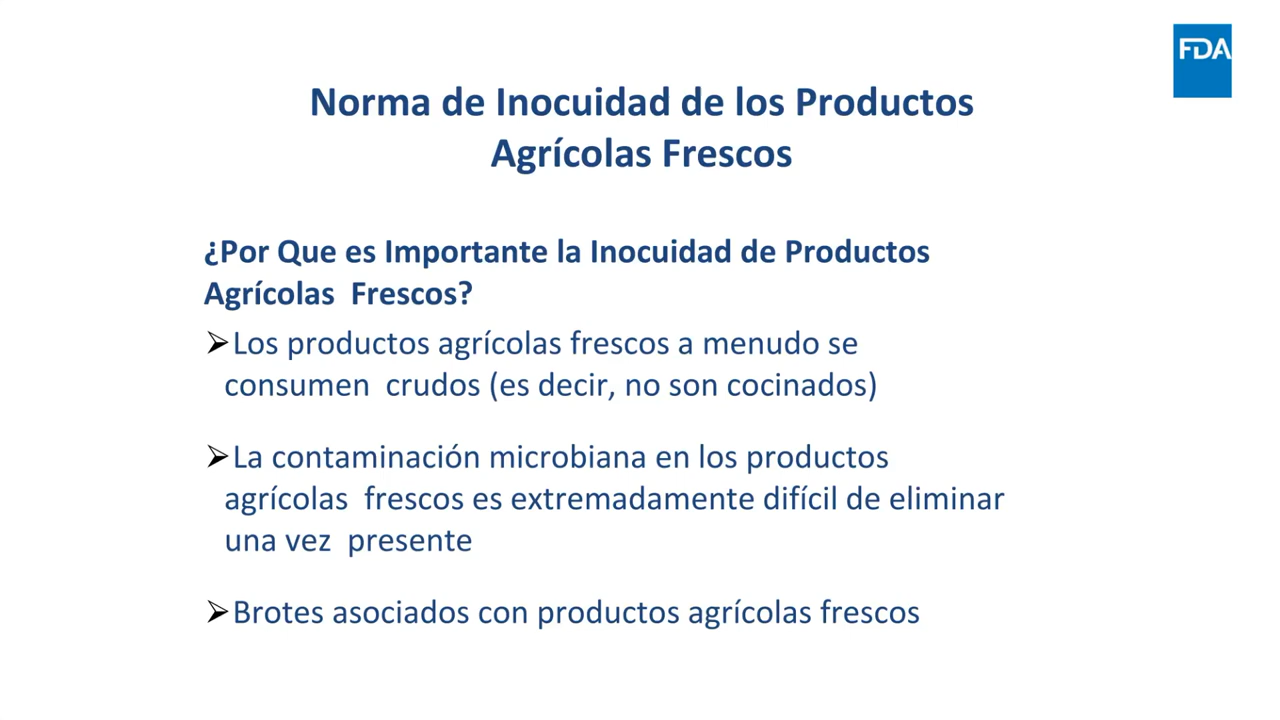 FDA
Norma de Inocuidad de los Productos
Agrícolas Frescos
¿Por Que es Importante la Inocuidad de Productos
Agrícolas  Frescos?
➢Los productos agrícolas frescos a menudo se
consumen  crudos (es decir, no son cocinados)
➢La contaminación microbiana en los productos
agrícolas  frescos es extremadamente difícil de eliminar
una vez  presente
➢Brotes asociados con productos agrícolas frescos